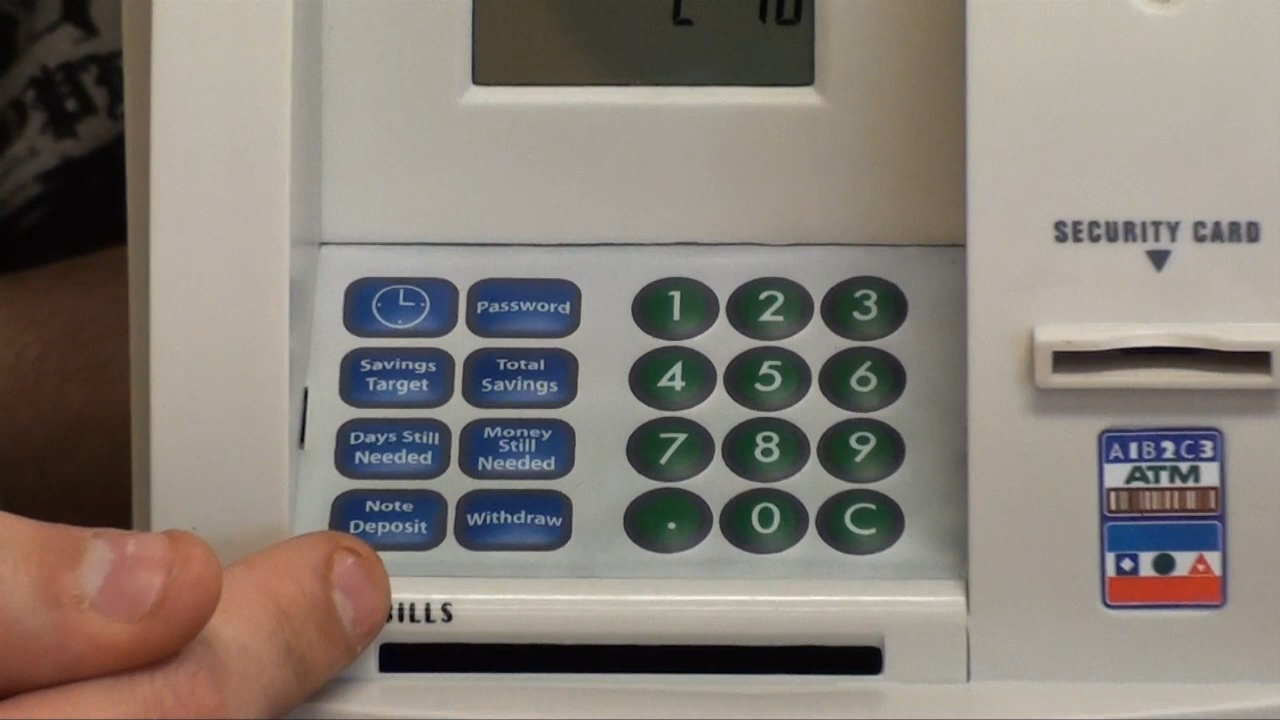 SECURITY CARD
Password
1 2 3
Savings Target
Total Savings
4 5 6
Days Still Needed
Money Still Needed
7 8 9
Note Deposit
Withdraw
. 0 C
A1B2C3
ATM